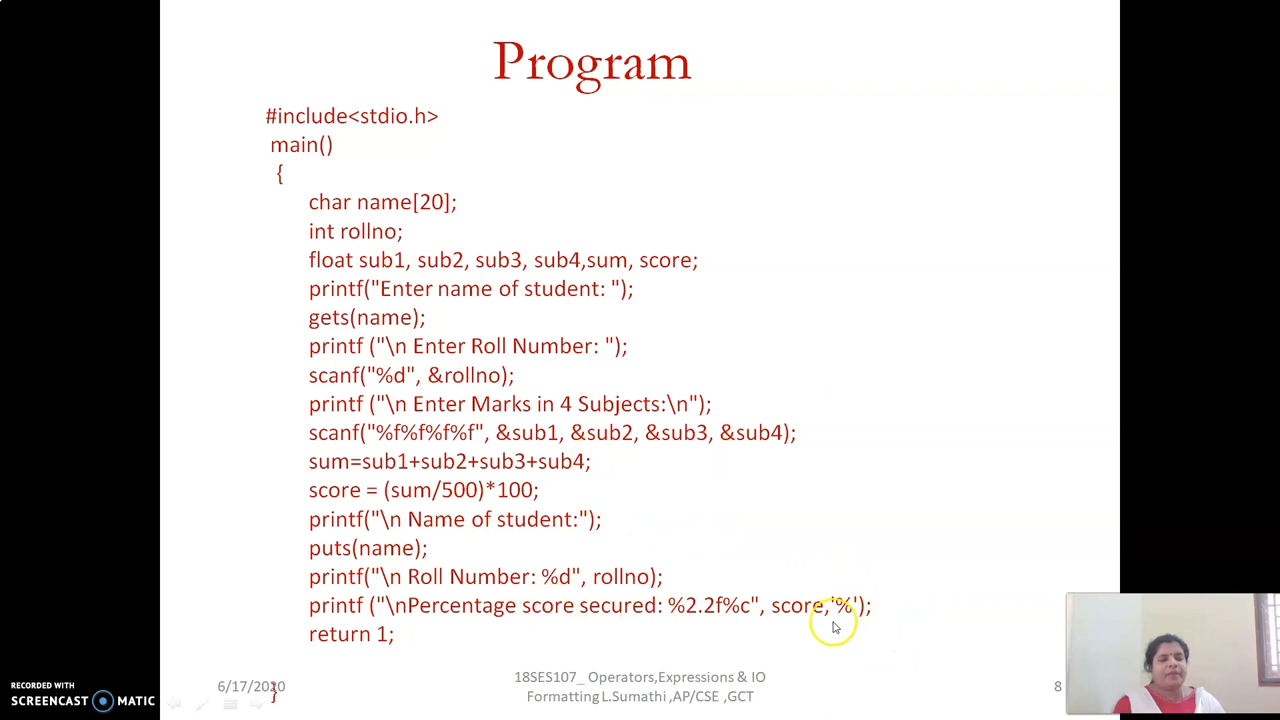 Program
#include<stdio.h>
main()
{
char name[20];
int rollno;
float sub1, sub2, sub3, sub4,sum, score;
printf("Enter name of student: ");
gets(name);
printf ("\n Enter Roll Number: ");
scanf("%d", &rollno);
printf ("\n Enter Marks in 4 Subjects:\n");
scanf("%f%f%f%f", &sub1, &sub2, &sub3, &sub4);
sum=sub1+sub2+sub3+sub4;
score = (sum/500)*100;
printf("\n Name of student:");
puts(name);
printf("\n Roll Number: %d", rollno);
printf ("\nPercentage score secured: %2.2f%c", score,'%');
return 1;
}
6/17/2020
18SES107_ Operators,Expressions & IO
Formatting L.Sumathi ,AP/CSE ,GCT
8
RECORDED WITH
SCREENCAST MATIC